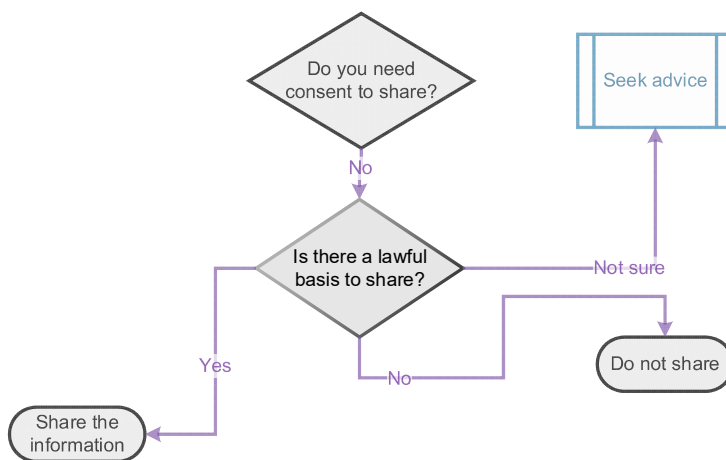 Do you need
consent to share?
Seek advice
No
Is there a lawful
basis to share?
Not sure
Yes
No
Do not share
Share the
information